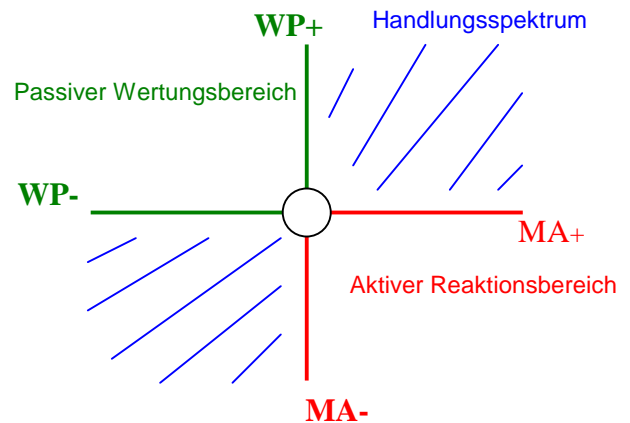 WP+
Handlungsspektrum
Passiver Wertungsbereich
WP-
MA+
Aktiver Reaktionsbereich
MA-